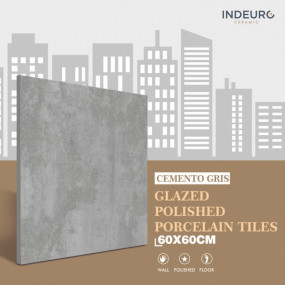 INDEURO
CERAMIC
CEMENTO GRIS
GLAZED
POLISHED
PORCELAIN TILES
60X60CM
WALL POLISHED FLOOR